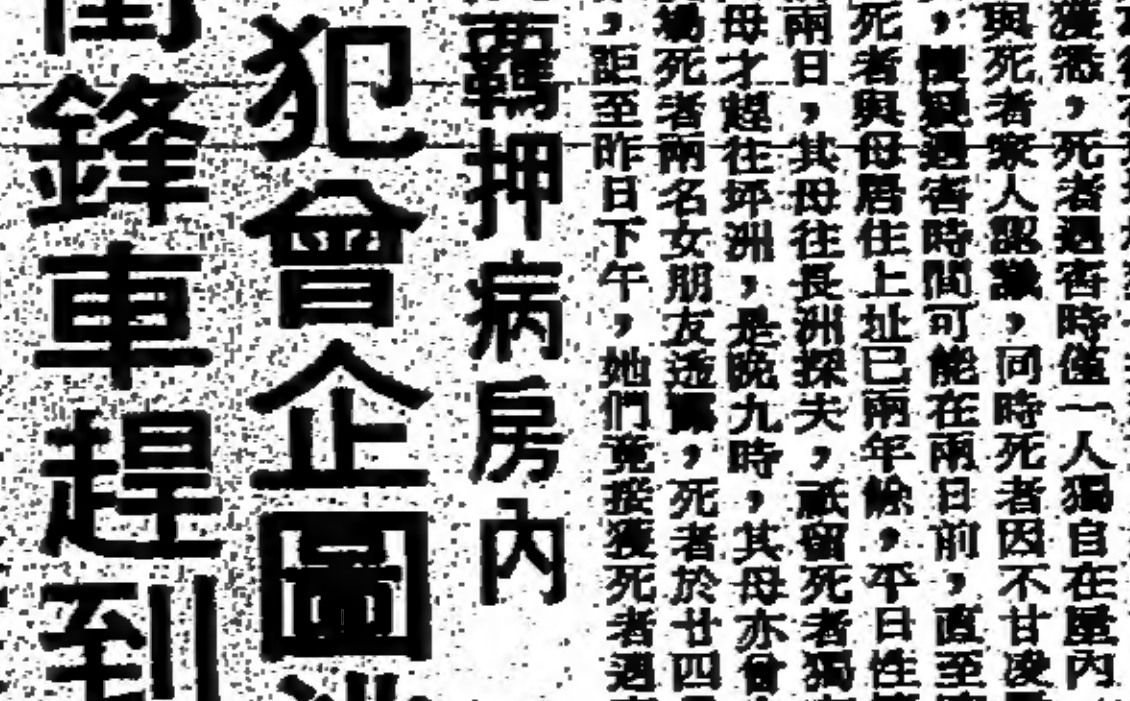 獲悉，死者遇害時僅一人獨自在屋內
與死者家人認識，同時死者因不甘凌
，懷疑遇害時間可能在兩日前，直至
死者與母居住上址已兩年餘，平日性
兩日，其母往長洲探夫，祇留死者獨
母才趕往坪洲，是晚九時，其母亦曾
場死者兩名女朋友透露，死者於廿四
，距至昨日下午，她們竟接獲死者遇
羈押病房內
犯曾企圖
衝鋒車趕到